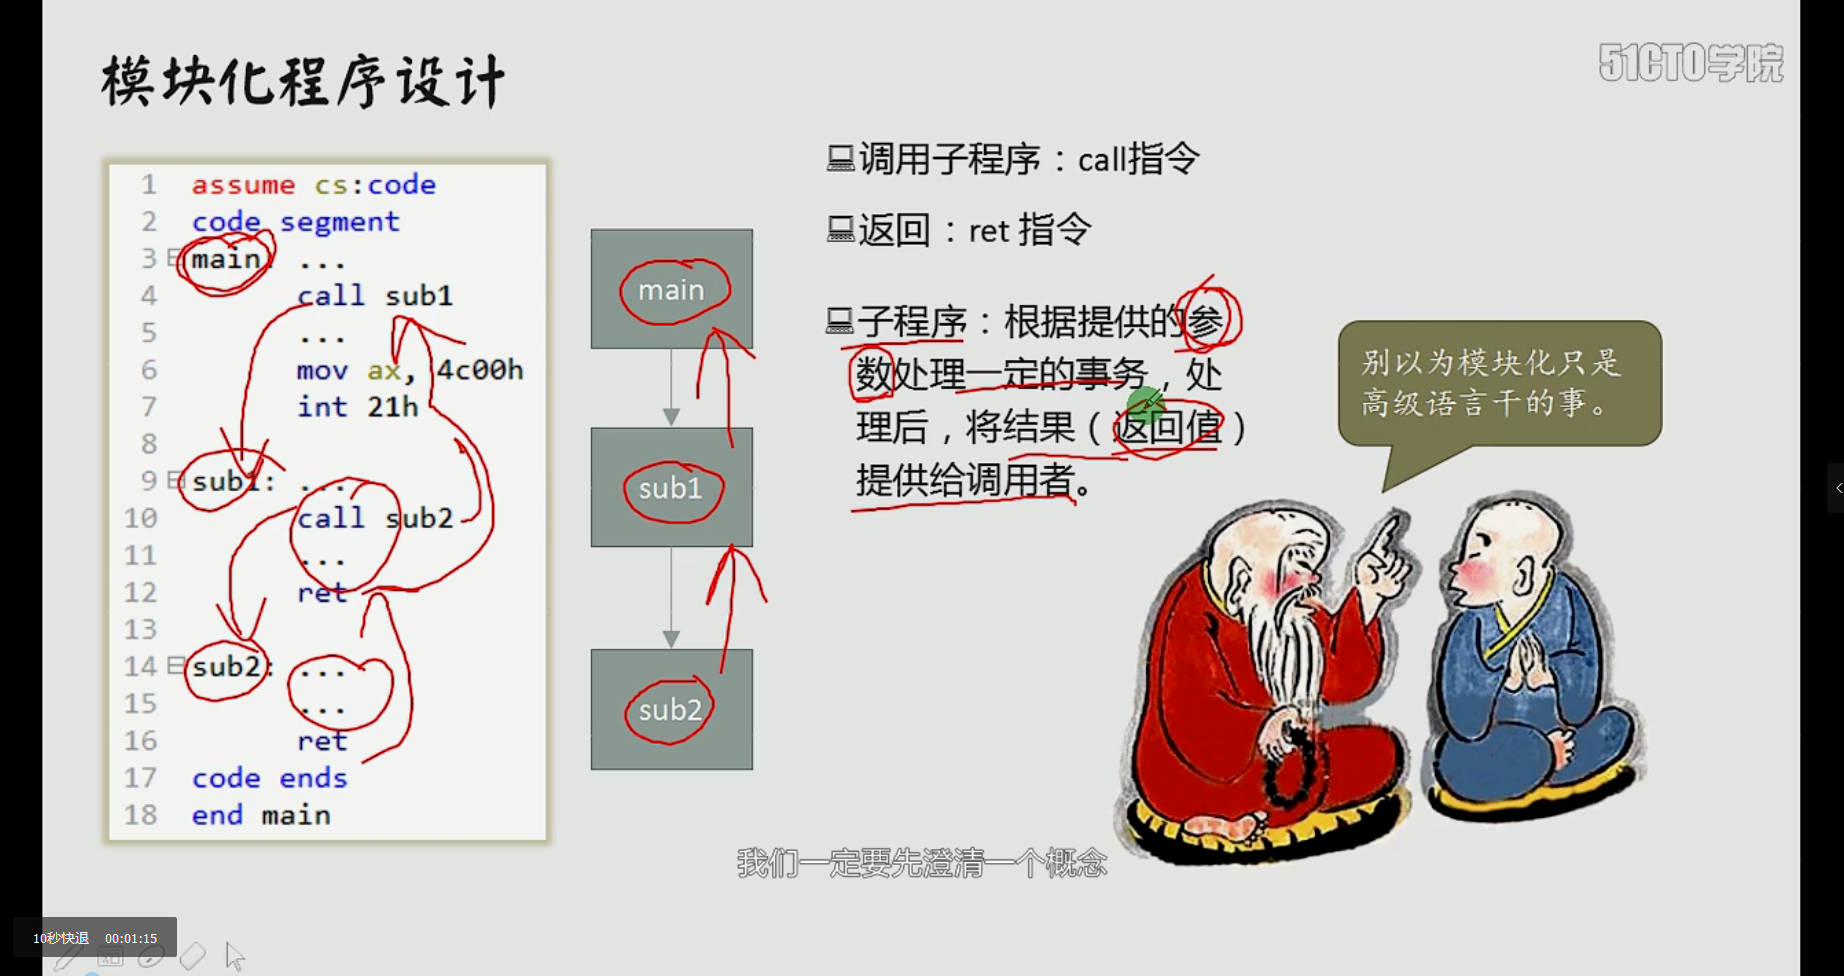 模块化程序设计
51CTO学院
1 assume cs:code
2 code segment
3 main: ...
4 call sub1
5 ...
6 mov ax, 4c00h
7 int 21h
8
9 sub1: ...
10 call sub2
11 ...
12 ret
13
14 sub2: ...
15 ...
16 ret
17 code ends
18 end main
main
sub1
sub2
调用子程序：call指令
返回：ret 指令
子程序：根据提供的参
数处理一定的事务，处
理后，将结果（返回值）
提供给调用者。
别以为模块化只是
高级语言干的事。
我们一定要先澄清一个概念
10秒快退 00:01:15